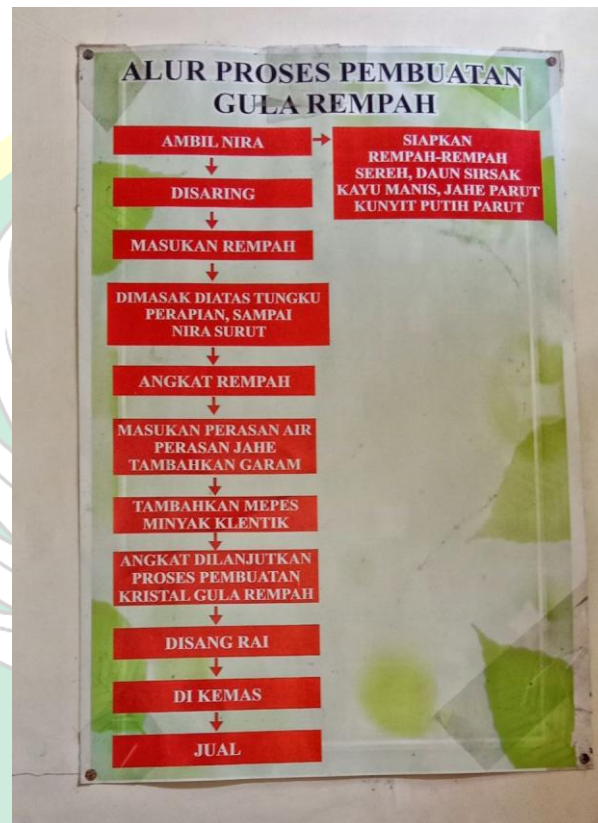 ALUR PROSES PEMBUATAN
GULA REMPAH
AMBIL NIRA
SIAPKAN
REMPAH-REMPAH
SEREH, DAUN SIRSAK
KAYU MANIS, JAHE PARUT
KUNYIT PUTIH PARUT
DISARING
MASUKAN REMPAH
DIMASAK DIATAS TUNGKU
PERAPIAN, SAMPAI
NIRA SURUT
ANGKAT REMPAH
MASUKAN PERASAN AIR
PERASAN JAHE
TAMBAHKAN GARAM
TAMBAHKAN MEPES
MINYAK KLENTIK
ANGKAT DILANJUTKAN
PROSES PEMBUATAN
KRISTAL GULA REMPAH
DISANG RAI
DI KEMAS
JUAL